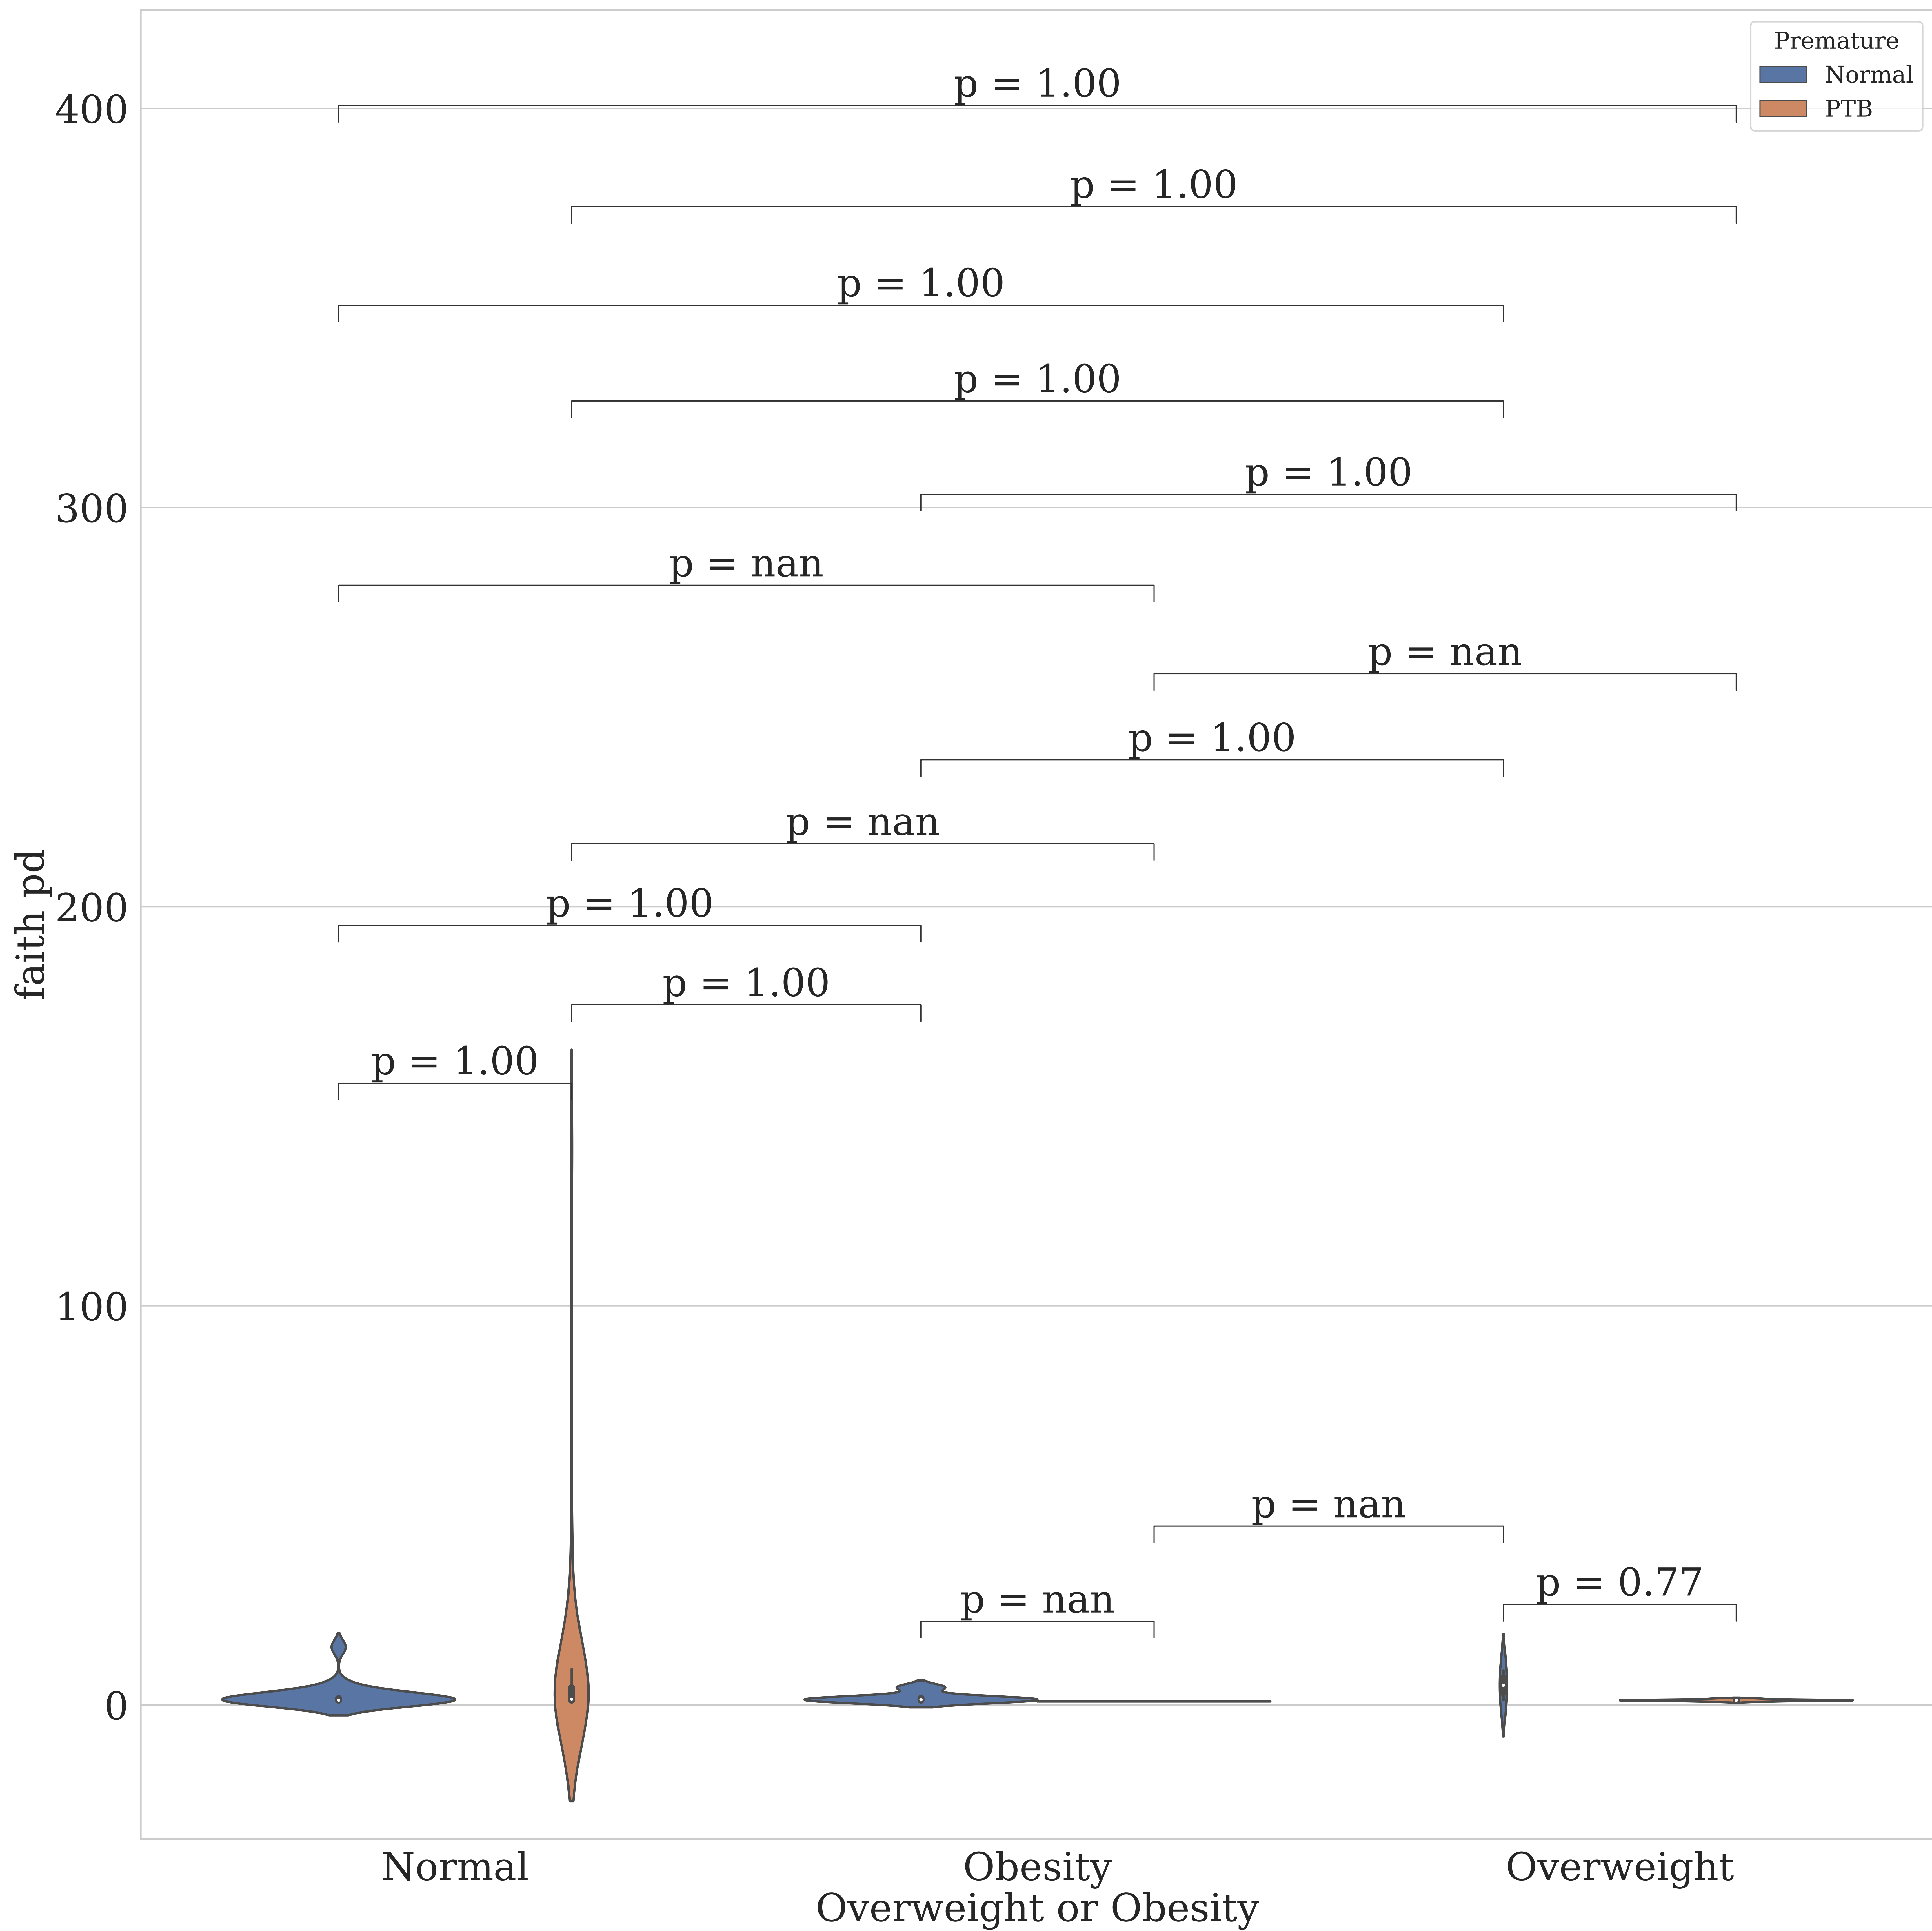 Premature
Normal
PTB
p = 1.00
400
p = 1.00
p = 1.00
p = 1.00
p = 1.00
300
p = nan
p = nan
p = 1.00
p = nan
p = 1.00
200
faith pd
p = 1.00
p = 1.00
100
p = nan
p = 0.77
p = nan
0
Normal
Obesity
Overweight
Overweight or Obesity